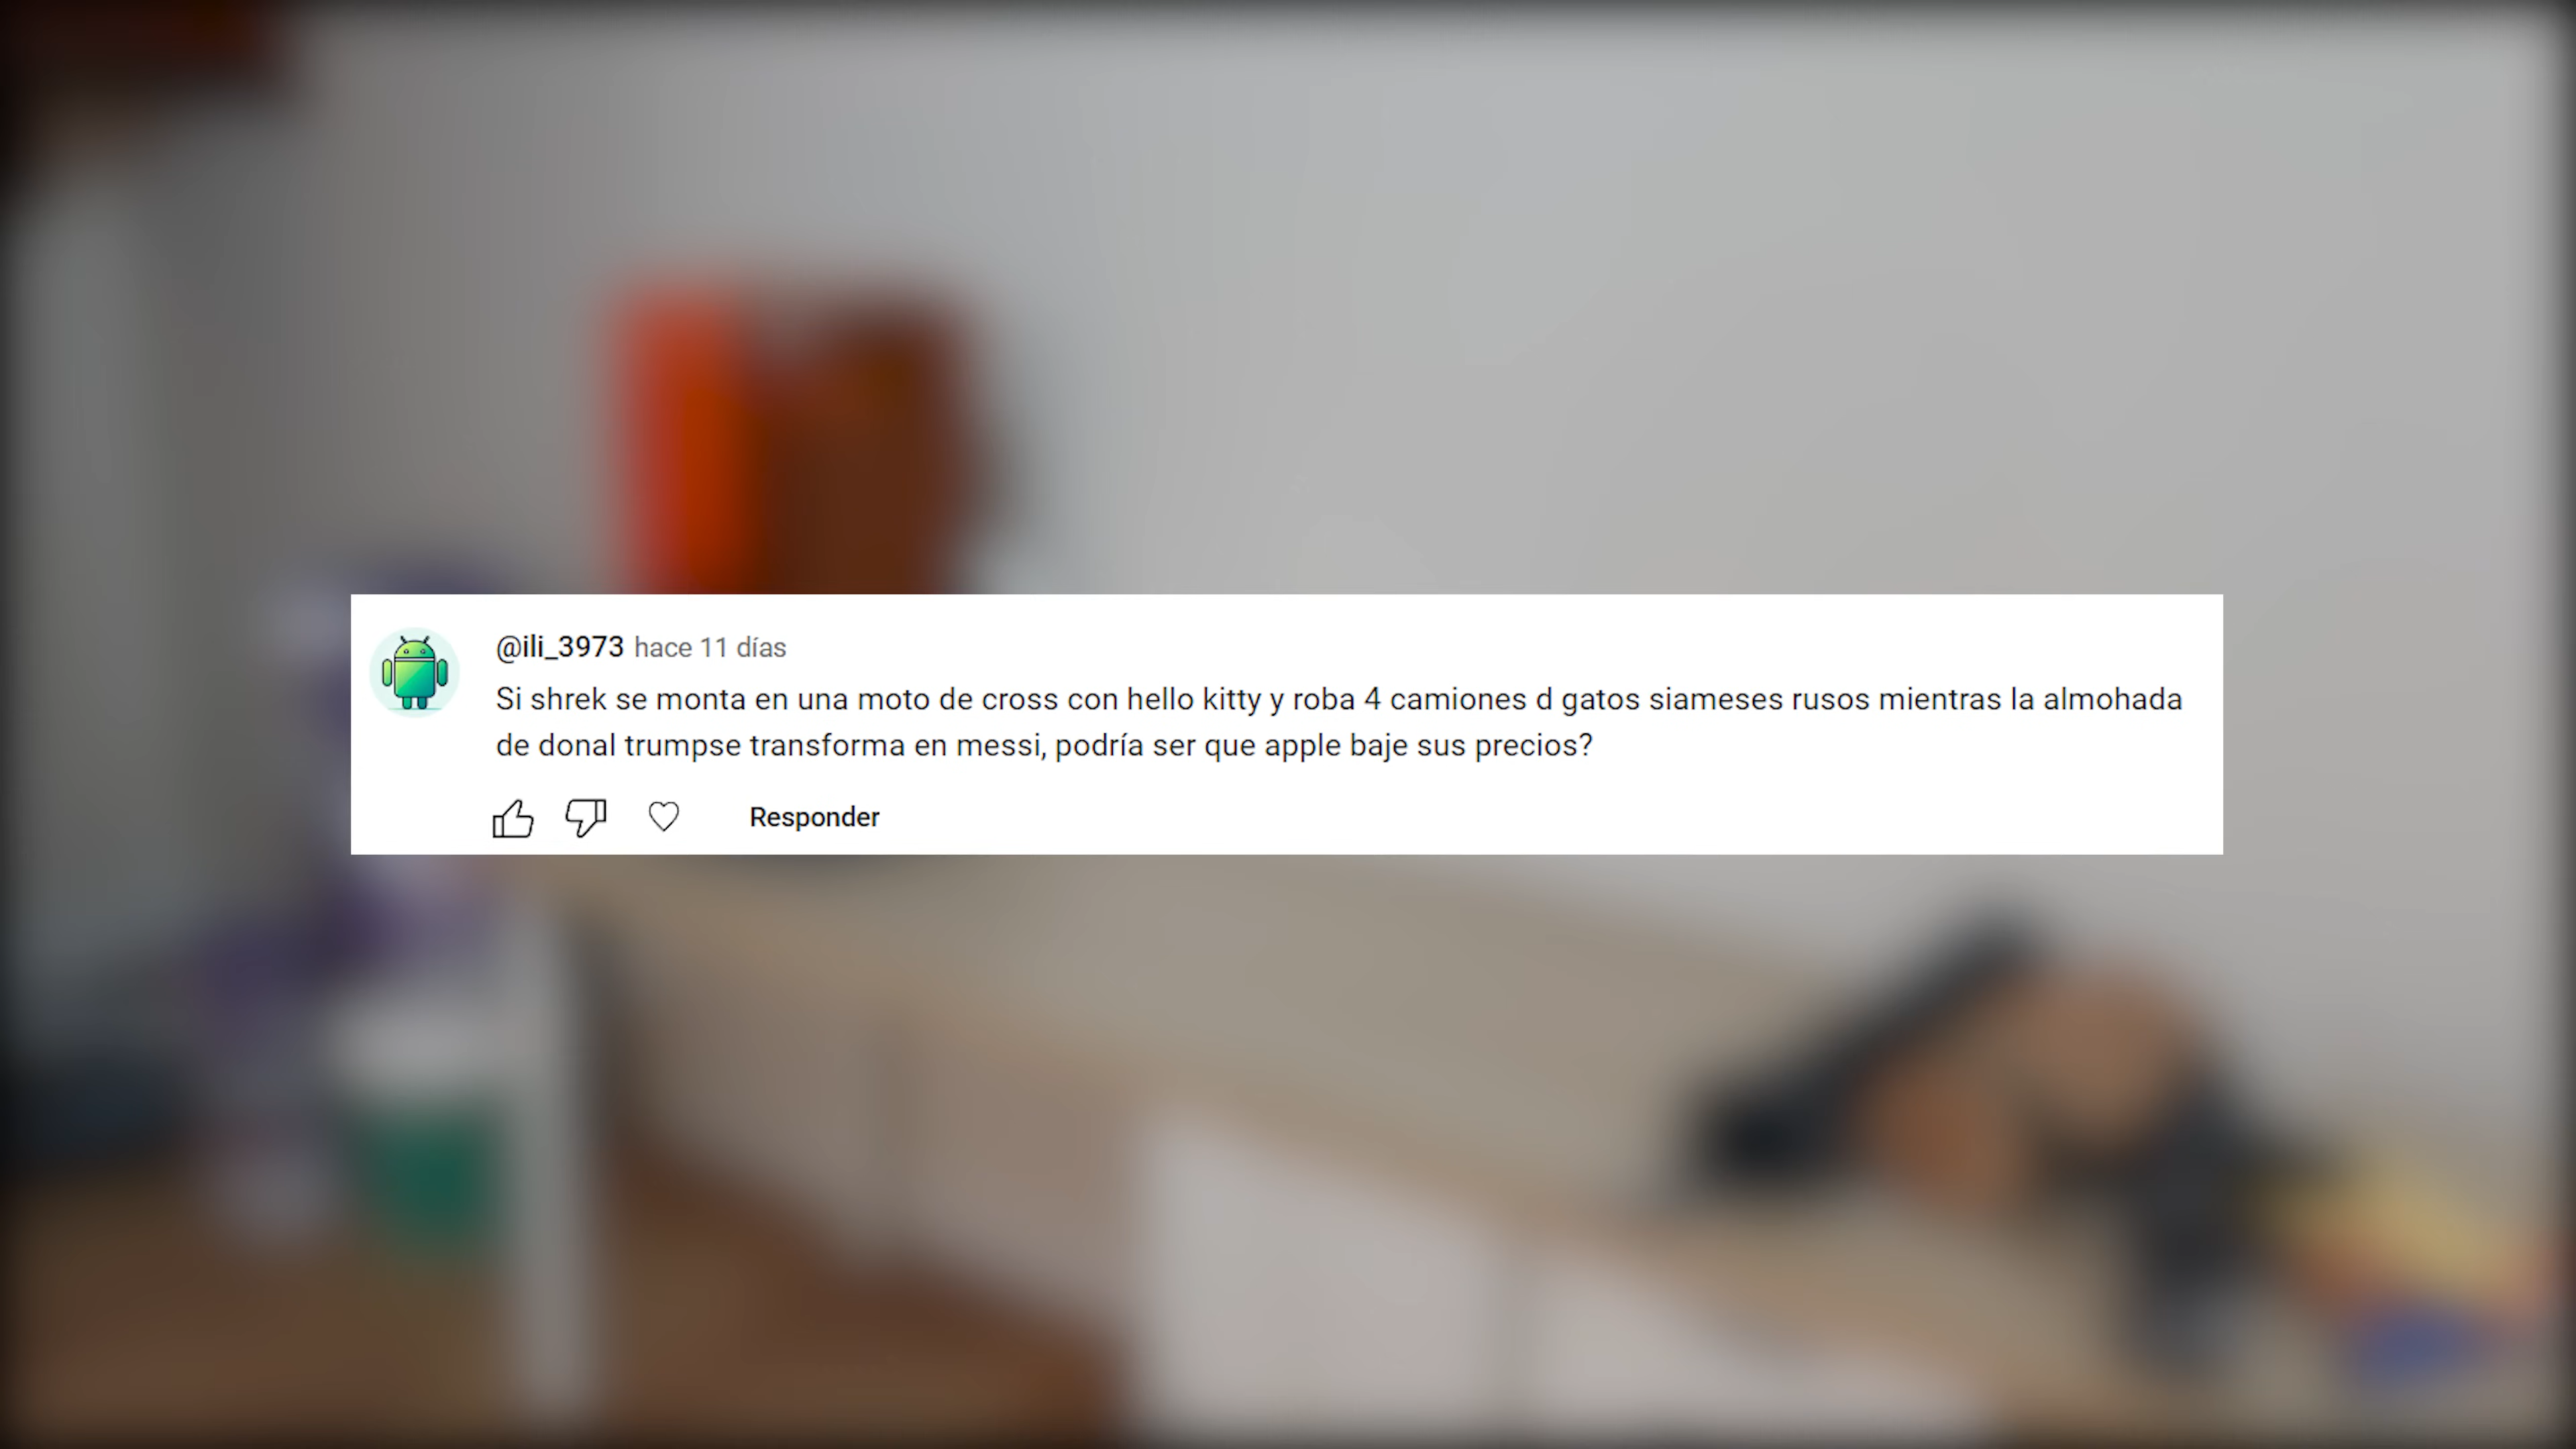 @ili_3973 hace 11 días
Si shrek se monta en una moto de cross con hello kitty y roba 4 camiones d gatos siameses rusos mientras la almohada
de donal trumpse transforma en messi, podría ser que apple baje sus precios?
Responder